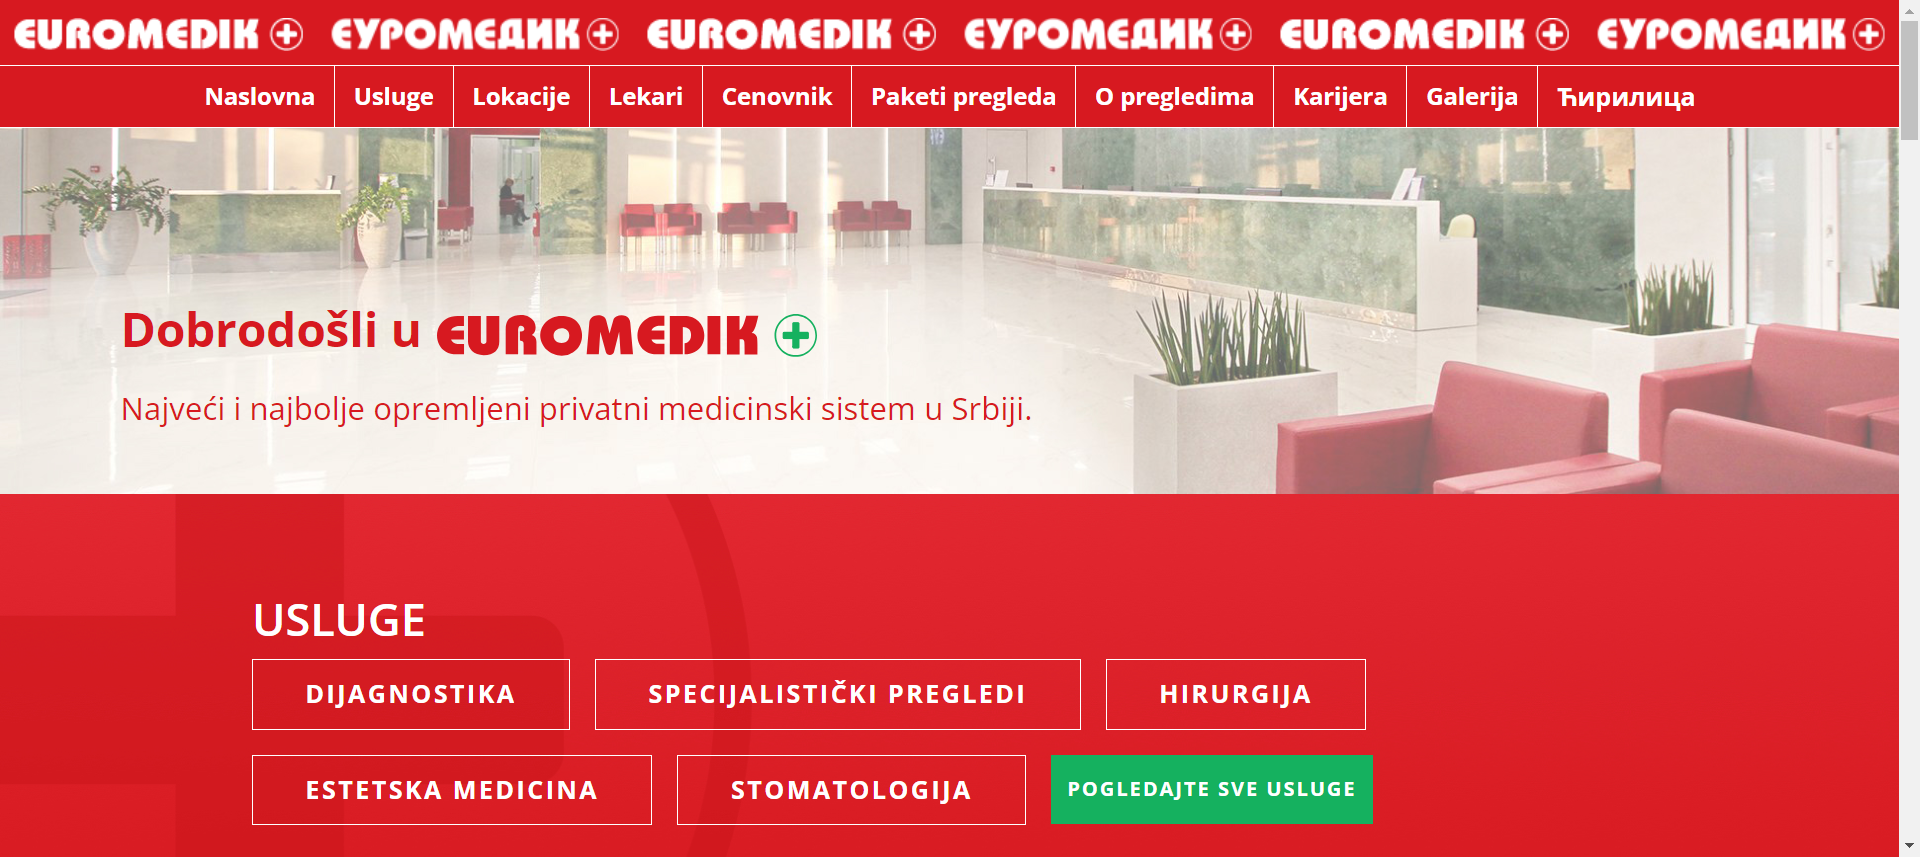 EUROMEDIK ЕУРОМЕДИК EUROMEDIK ЕУРОМЕДИК EUROMEDIK ЕУРОМЕДИК
Naslovna Usluge Lokacije Lekari Cenovnik Paketi pregleda O pregledima Karijera Galerija Ћирилица
Dobrodošli u EUROMEDIK
Najveći i najbolje opremljeni privatni medicinski sistem u Srbiji.
USLUGE
DIJAGNOSTIKA SPECIJALISTIČKI PREGLEDI HIRURGIJA
ESTETSKA MEDICINA STOMATOLOGIJA POGLEDAJTE SVE USLUGE